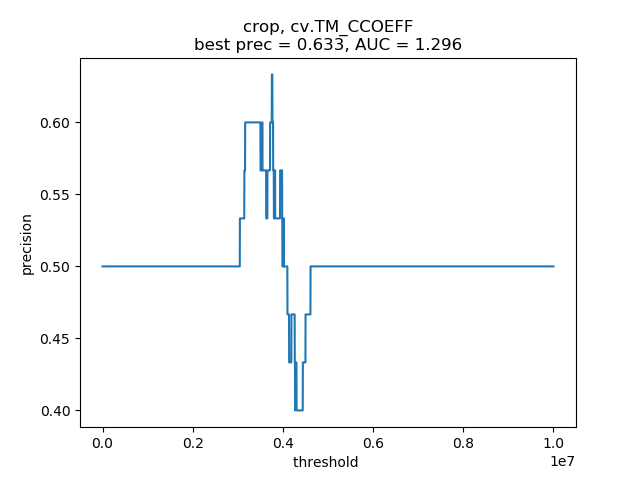 crop, cv.TM_CCOEFF
best prec = 0.633, AUC = 1.296
precision
0.60
0.55
0.50
0.45
0.40
0.0 0.2 0.4 0.6 0.8 1.0
1e7
threshold